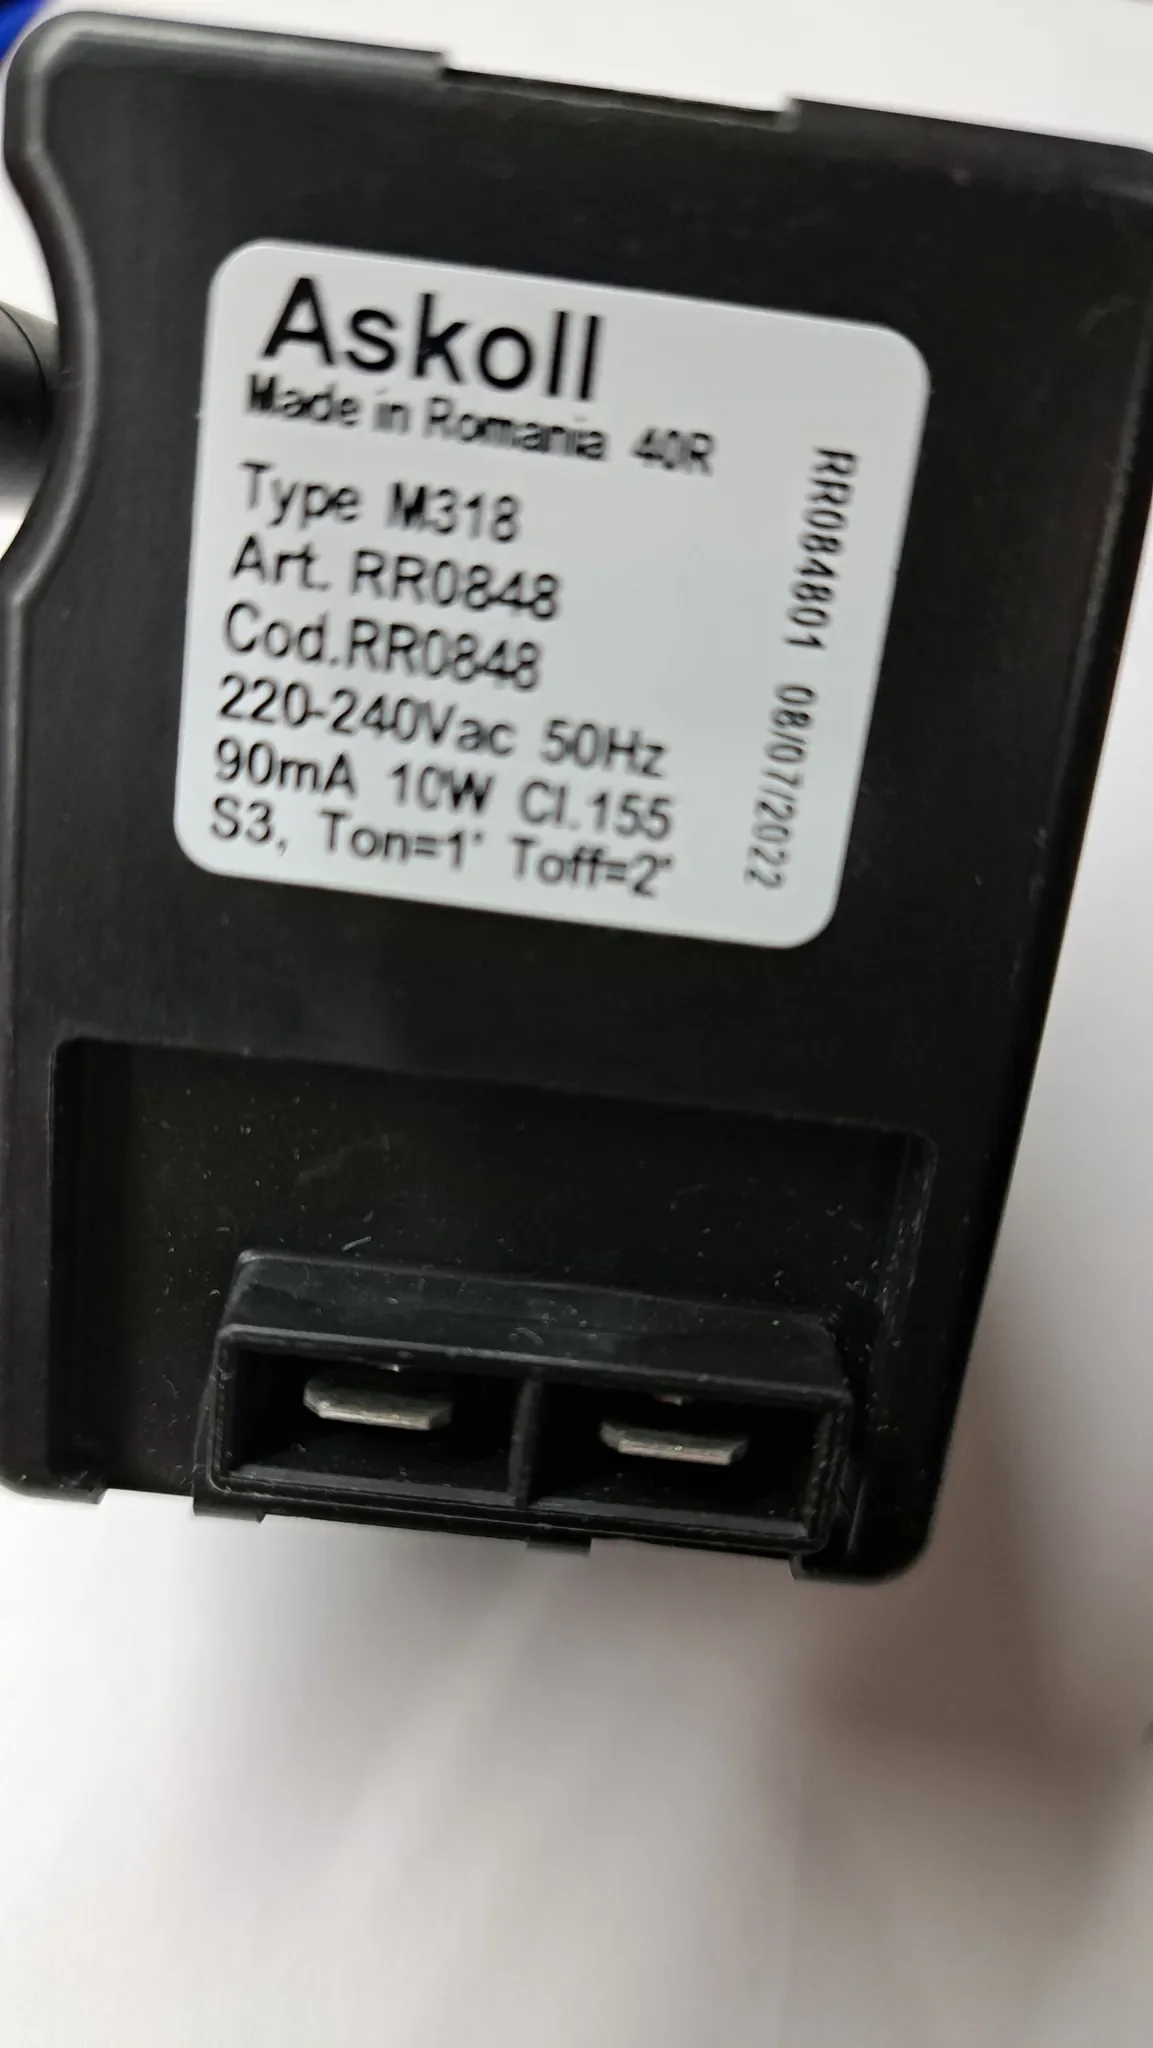 Askoll
Made in Romania 40R
Type M318
Art. RR0848
Cod.RR0848
220-240Vac 50Hz
90mA 10W Cl.155
S3, Ton=1' Toff=2'
RR084801 08/07/2022